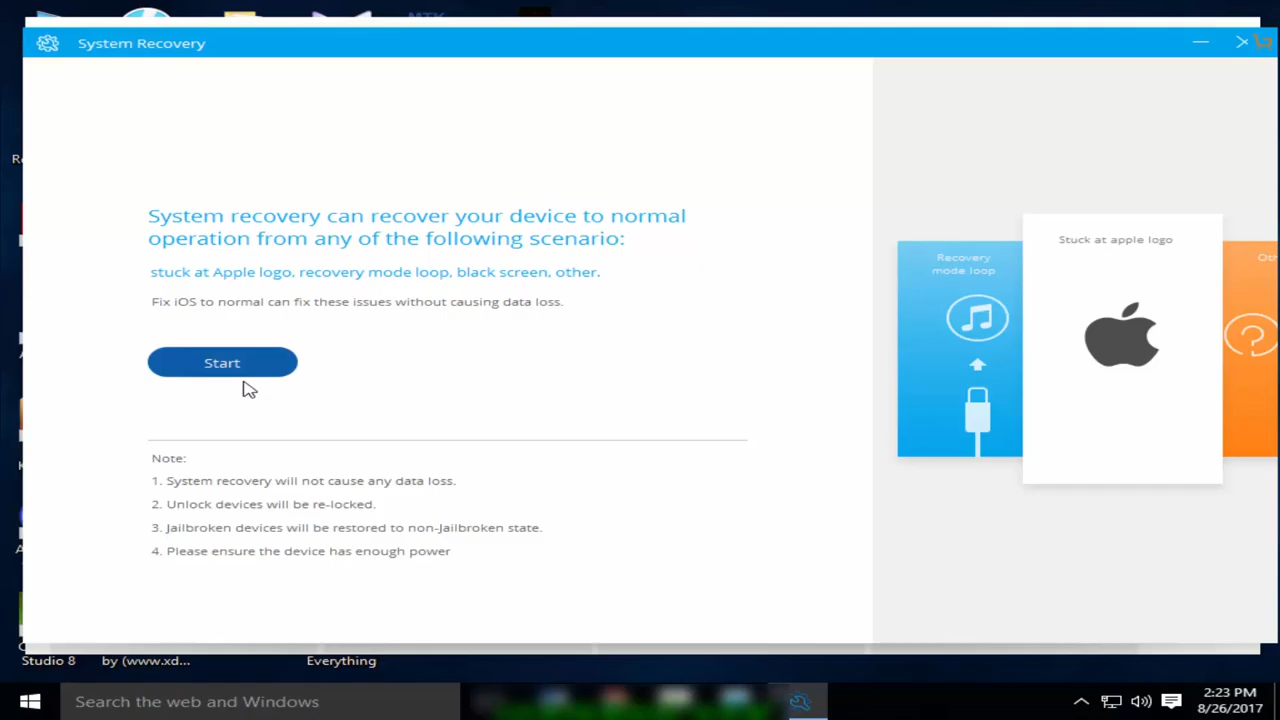 MTK
System Recovery
System recovery can recover your device to normal
operation from any of the following scenario:
stuck at Apple logo, recovery mode loop, black screen, other.
Fix iOS to normal can fix these issues without causing data loss.
Start
Note:
1. System recovery will not cause any data loss.
2. Unlock devices will be re-locked.
3. Jailbroken devices will be restored to non-Jailbroken state.
4. Please ensure the device has enough power
Recovery
mode loop
Stuck at apple logo
Studio 8
by (www.xd...
Everything
Search the web and Windows
2:23 PM
8/26/2017